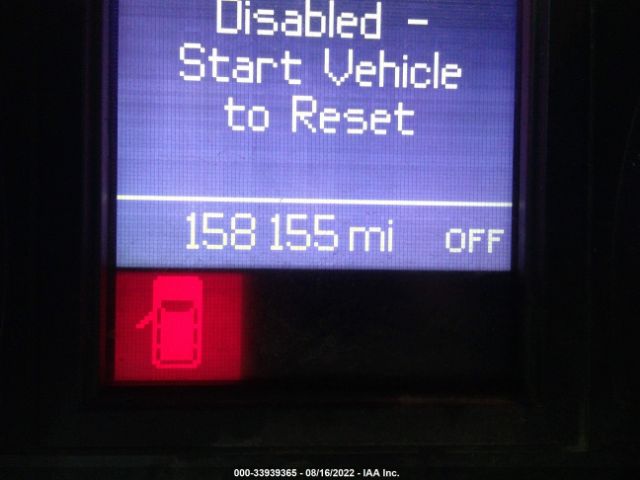 Disabled -
Start Vehicle
to Reset
158 155 mi OFF
000-33939365 - 08/16/2022 - IAA Inc.